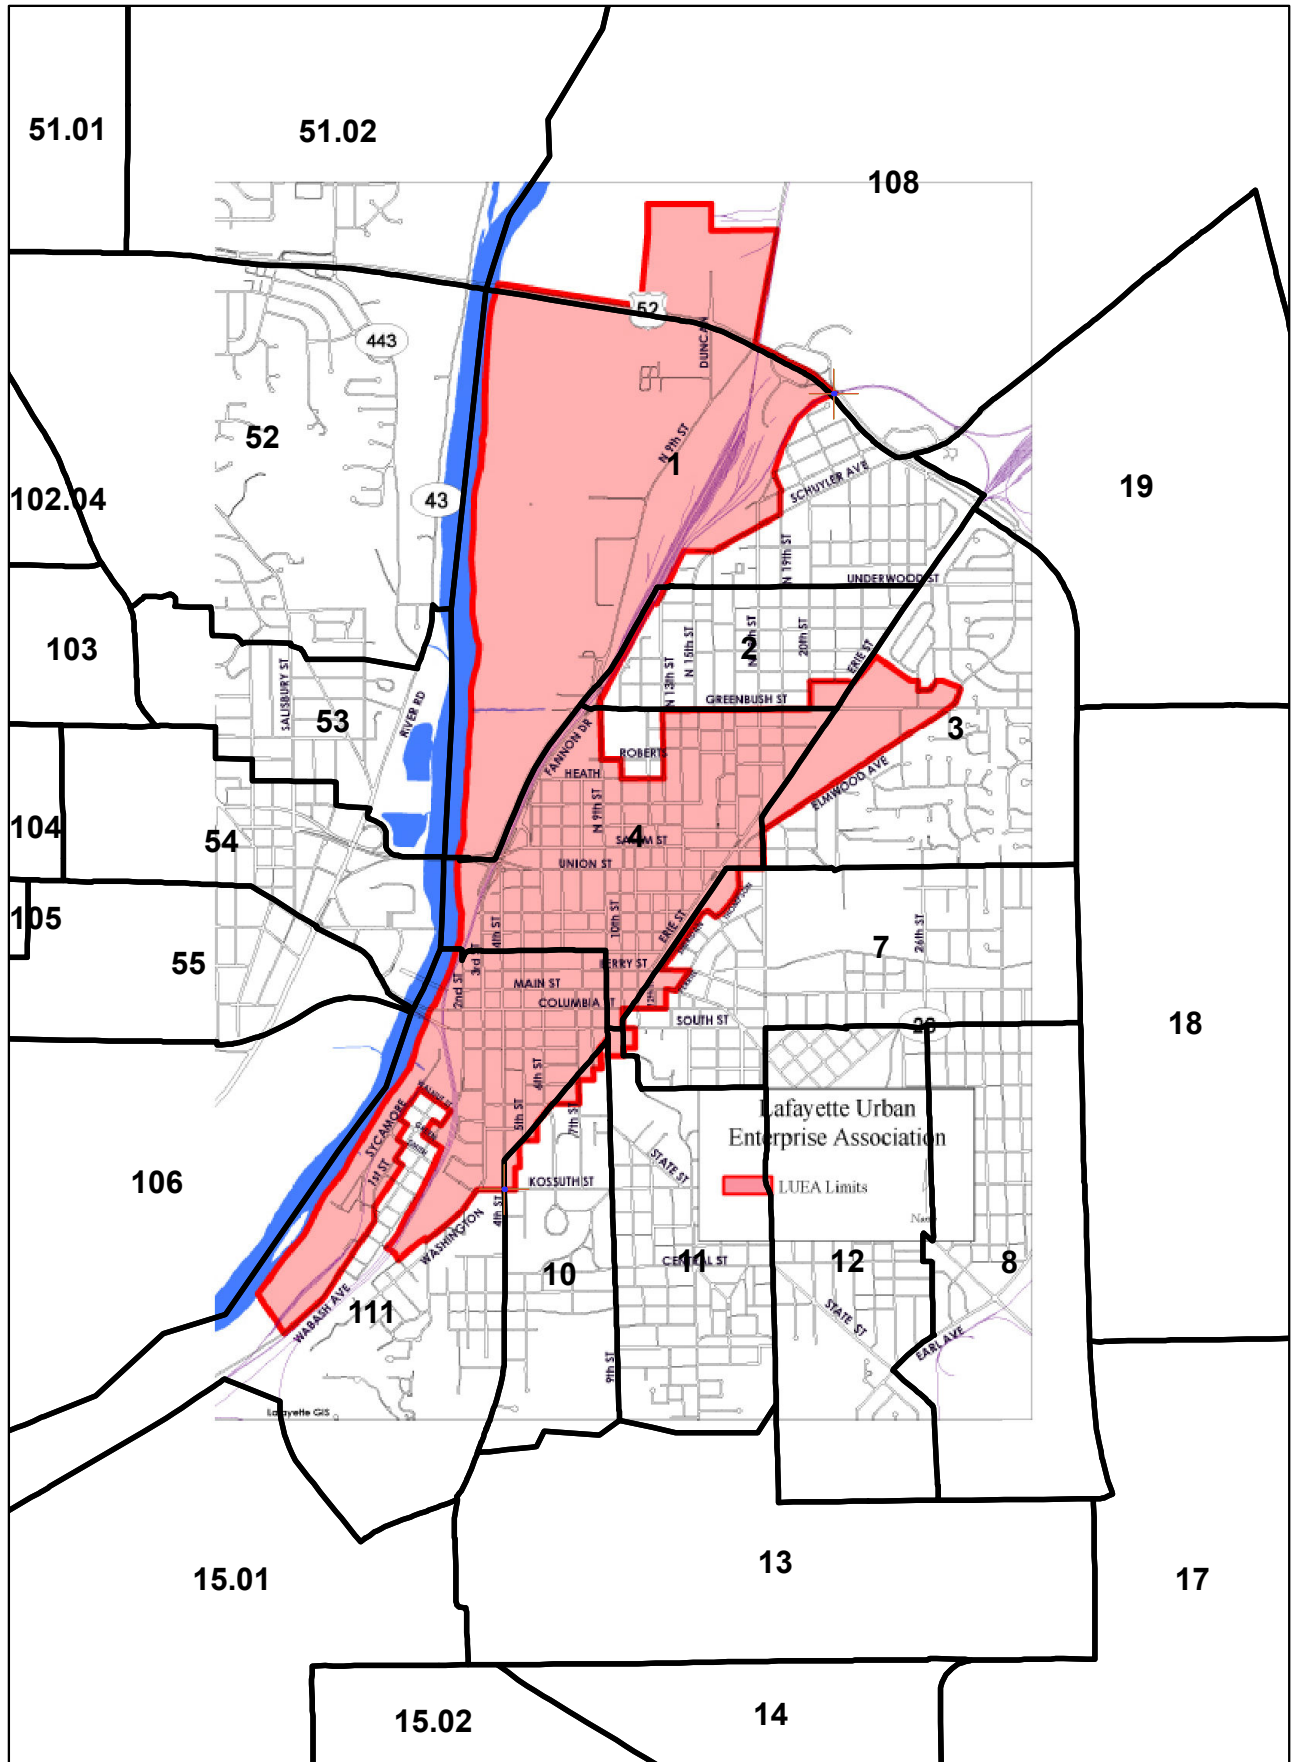 51.01
51.02
108
52
DUNCAN
443
52
N 9th ST
1
SCHUYLER AVE
19
102.04
43
N 19th ST
UNDERWOOD ST
103
2
20th ST
N 15th ST
N 13th ST
ERIE ST
SALISBURY ST
RIVER RD
53
GREENBUSH ST
3
FANNON DR
ROBERTS
HEATH
ELMWOOD AVE
N 9th ST
104
54
4
UNION ST
105
55
10th ST
ERIE ST
26th ST
7
4th ST
3rd ST
2nd ST
MAIN ST
COLUMBIA ST
SOUTH ST
18
6th ST
5th ST
7th ST
SYCAMORE
1st ST
Lafayette Urban
Enterprise Association
LUEA Limits
STATE ST
KOSSUTH ST
106
4th ST
WASHINGTON
CENTRAL ST
11
12
8
10
111
WABASH AVE
STATE ST
EARL AVE
9th ST
Lafayette GIS
13
15.01
17
15.02
14